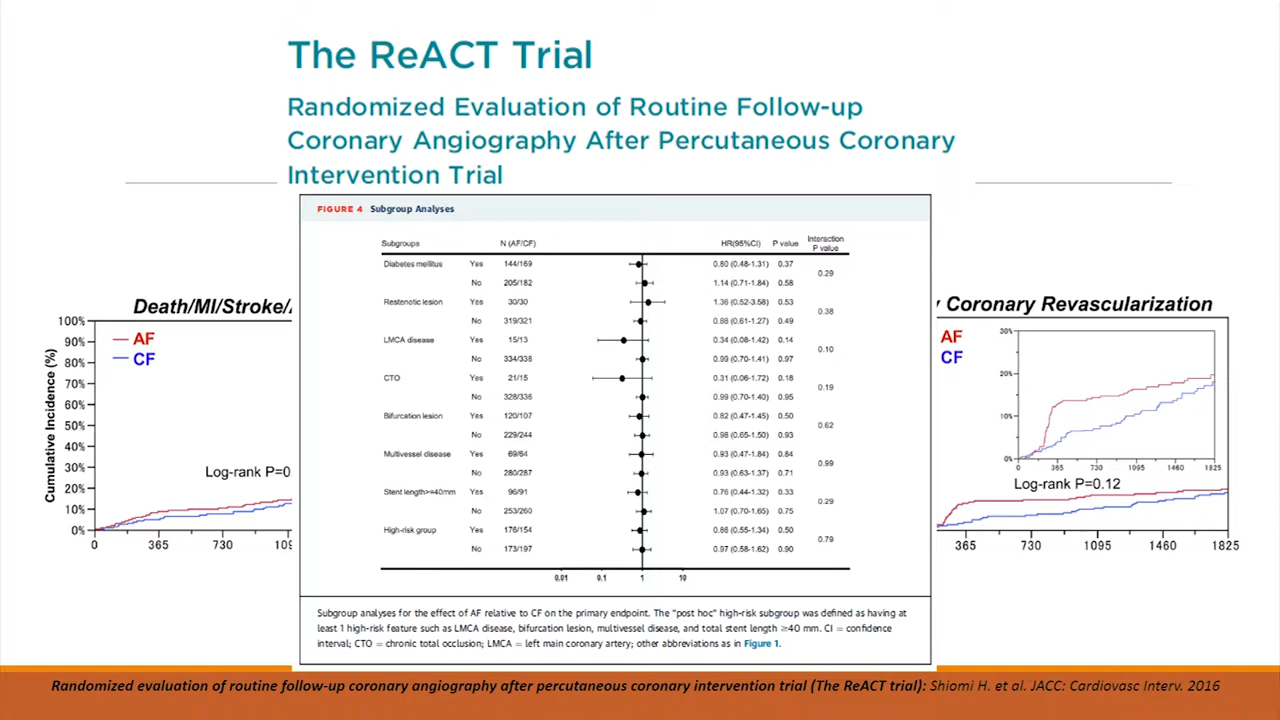 The ReACT Trial
Randomized Evaluation of Routine Follow-up
Coronary Angiography After Percutaneous Coronary
Intervention Trial
FIGURE 4 Subgroup Analyses
Subgroups N (AF/CF) HR(95%CI) P value Interaction P value
Diabetes mellitus Yes 144/169 0.80 (0.48-1.31) 0.37
0.29
No 205/182 1.14 (0.71-1.84) 0.58
Restenotic lesion Yes 30/30 1.36 (0.52-3.58) 0.53
0.38
No 319/321 0.88 (0.61-1.27) 0.49
LMCA disease Yes 15/13 0.34 (0.08-1.42) 0.14
0.10
No 334/338 0.99 (0.70-1.41) 0.97
CTO Yes 21/15 0.31 (0.06-1.72) 0.18
0.19
No 328/336 0.99 (0.70-1.40) 0.95
Bifurcation lesion Yes 120/107 0.82 (0.47-1.45) 0.50
0.62
No 229/244 0.98 (0.65-1.50) 0.93
Multivessel disease Yes 69/64 0.93 (0.47-1.84) 0.84
0.99
No 280/287 0.93 (0.63-1.37) 0.71
Stent length>=40mm Yes 96/91 0.76 (0.44-1.32) 0.33
0.29
No 253/260 1.07 (0.70-1.65) 0.75
High-risk group Yes 176/154 0.86 (0.55-1.34) 0.50
0.79
No 173/197 0.97 (0.58-1.62) 0.90
0.01 0.1 1 10
Subgroup analyses for the effect of AF relative to CF on the primary endpoint. The "post hoc" high-risk subgroup was defined as having at
least 1 high-risk feature such as LMCA disease, bifurcation lesion, multivessel disease, and total stent length ≥40 mm. CI = confidence
interval; CTO = chronic total occlusion; LMCA = left main coronary artery; other abbreviations as in Figure 1.
Death/MI/Stroke/
Cumulative Incidence (%)
100%
90%
80%
70%
60%
50%
40%
30%
20%
10%
0%
AF
CF
Log-rank P=0
0 365 730 109
Coronary Revascularization
AF
CF
30%
20%
10%
0%
0 365 730 1095 1460 1825
Log-rank P=0.12
365 730 1095 1460 1825
Randomized evaluation of routine follow-up coronary angiography after percutaneous coronary intervention trial (The ReACT trial): Shiomi H. et al. JACC: Cardiovasc Interv. 2016